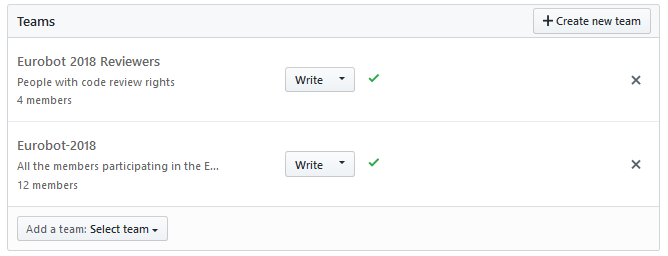 Teams
+ Create new team
Eurobot 2018 Reviewers
People with code review rights
4 members
Write
Eurobot-2018
All the members participating in the E...
12 members
Write
Add a team: Select team